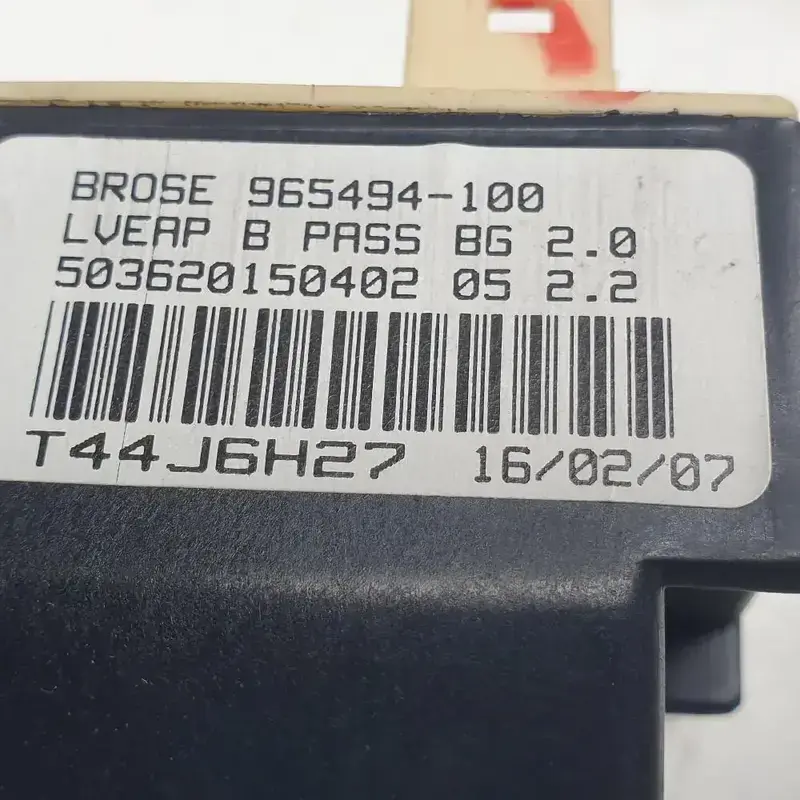 BROSE 965494-100
LVEAP B PASS BG 2.0
503620150402 05 2.2
T44J6H27 16/02/07